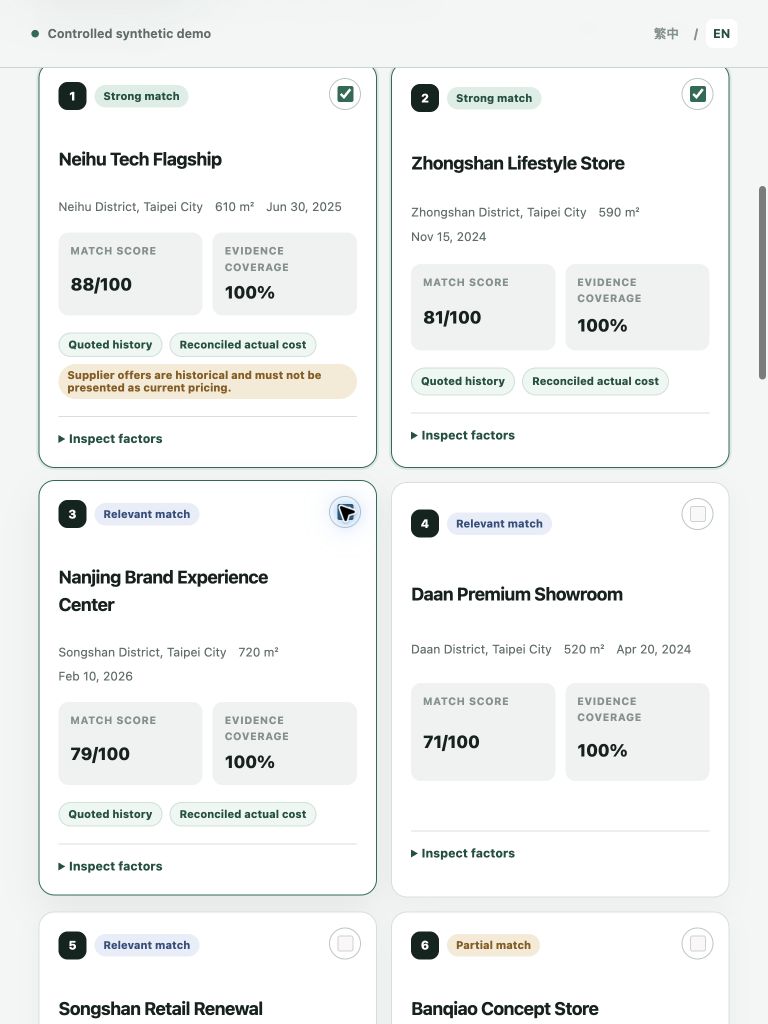 Controlled synthetic demo
繁中 / EN
1 Strong match
Neihu Tech Flagship
Neihu District, Taipei City 610 m² Jun 30, 2025
MATCH SCORE
88/100
EVIDENCE
COVERAGE
100%
Quoted history
Reconciled actual cost
Supplier offers are historical and must not be
presented as current pricing.
Inspect factors
2 Strong match
Zhongshan Lifestyle Store
Zhongshan District, Taipei City 590 m²
Nov 15, 2024
MATCH SCORE
81/100
EVIDENCE
COVERAGE
100%
Quoted history
Reconciled actual cost
Inspect factors
3 Relevant match
Nanjing Brand Experience
Center
Songshan District, Taipei City 720 m²
Feb 10, 2026
MATCH SCORE
79/100
EVIDENCE
COVERAGE
100%
Quoted history
Reconciled actual cost
Inspect factors
4 Relevant match
Daan Premium Showroom
Daan District, Taipei City 520 m² Apr 20, 2024
MATCH SCORE
71/100
EVIDENCE
COVERAGE
100%
Inspect factors
5 Relevant match
Songshan Retail Renewal
6 Partial match
Banqiao Concept Store